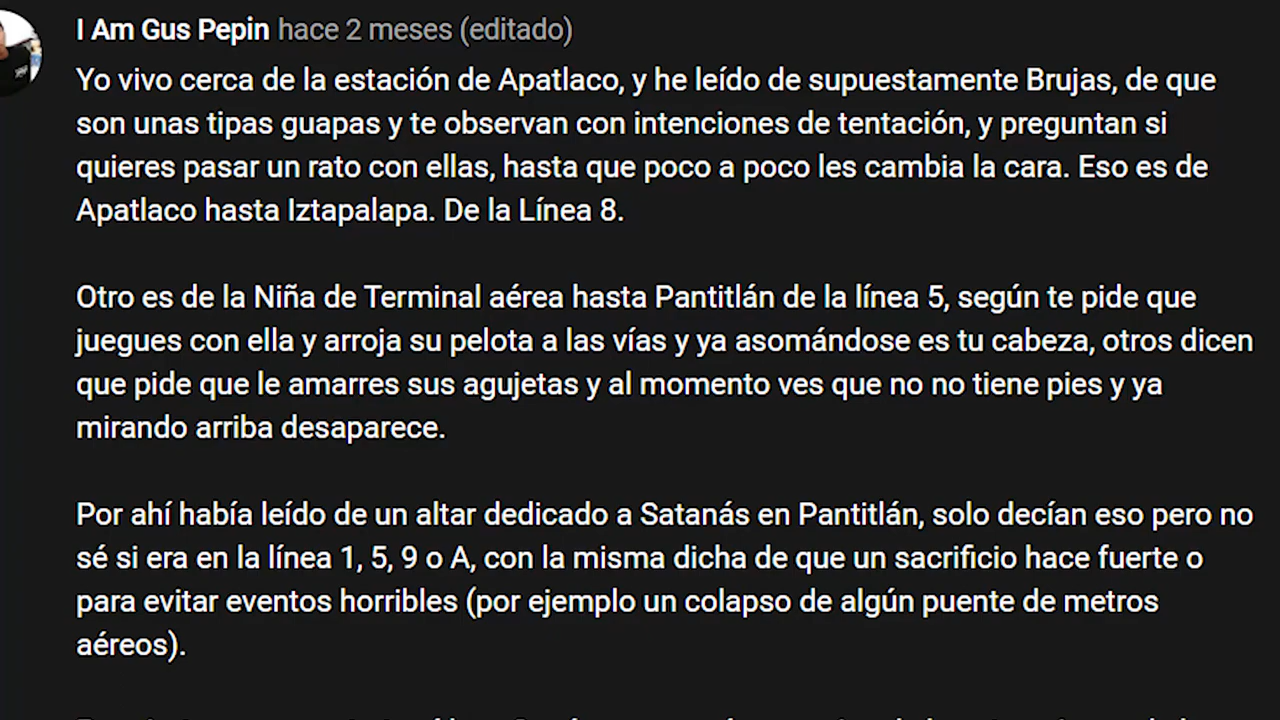 I Am Gus Pepin hace 2 meses (editado)
Yo vivo cerca de la estación de Apatlaco, y he leído de supuestamente Brujas, de que
son unas tipas guapas y te observan con intenciones de tentación, y preguntan si
quieres pasar un rato con ellas, hasta que poco a poco les cambia la cara. Eso es de
Apatlaco hasta Iztapalapa. De la Línea 8.
Otro es de la Niña de Terminal aérea hasta Pantitlán de la línea 5, según te pide que
juegues con ella y arroja su pelota a las vías y ya asomándose es tu cabeza, otros dicen
que pide que le amarres sus agujetas y al momento ves que no no tiene pies y ya
mirando arriba desaparece.
Por ahí había leído de un altar dedicado a Satanás en Pantitlán, solo decían eso pero no
sé si era en la línea 1, 5, 9 o A, con la misma dicha de que un sacrificio hace fuerte o
para evitar eventos horribles (por ejemplo un colapso de algún puente de metros
aéreos).